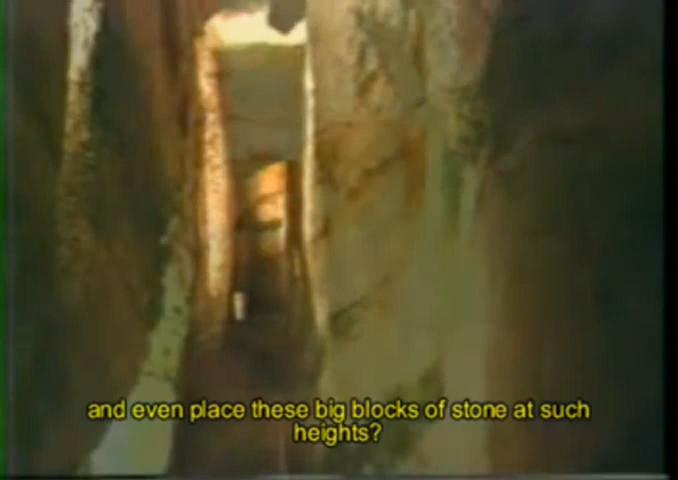 and even place these big blocks of stone at such
heights?